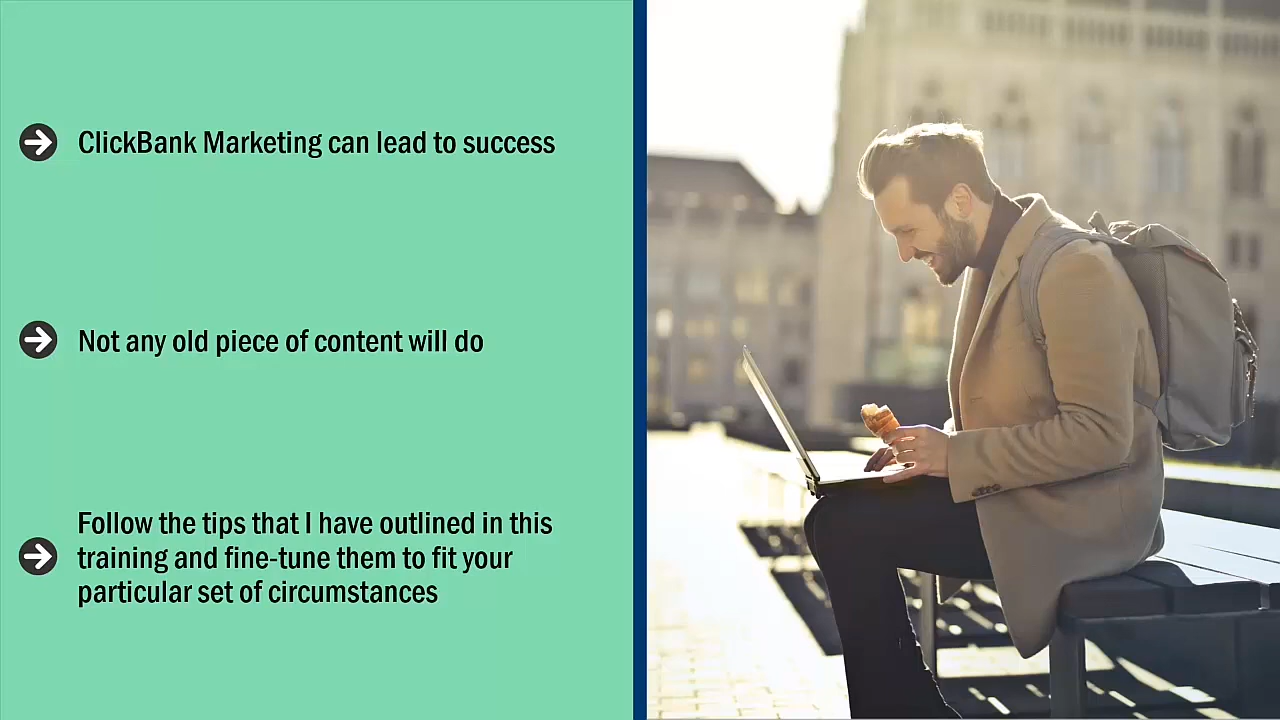 ClickBank Marketing can lead to success
Not any old piece of content will do
Follow the tips that I have outlined in this
training and fine-tune them to fit your
particular set of circumstances